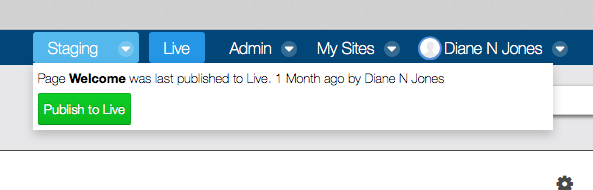 Staging Live Admin My Sites Diane N Jones
Page Welcome was last published to Live. 1 Month ago by Diane N Jones
Publish to Live